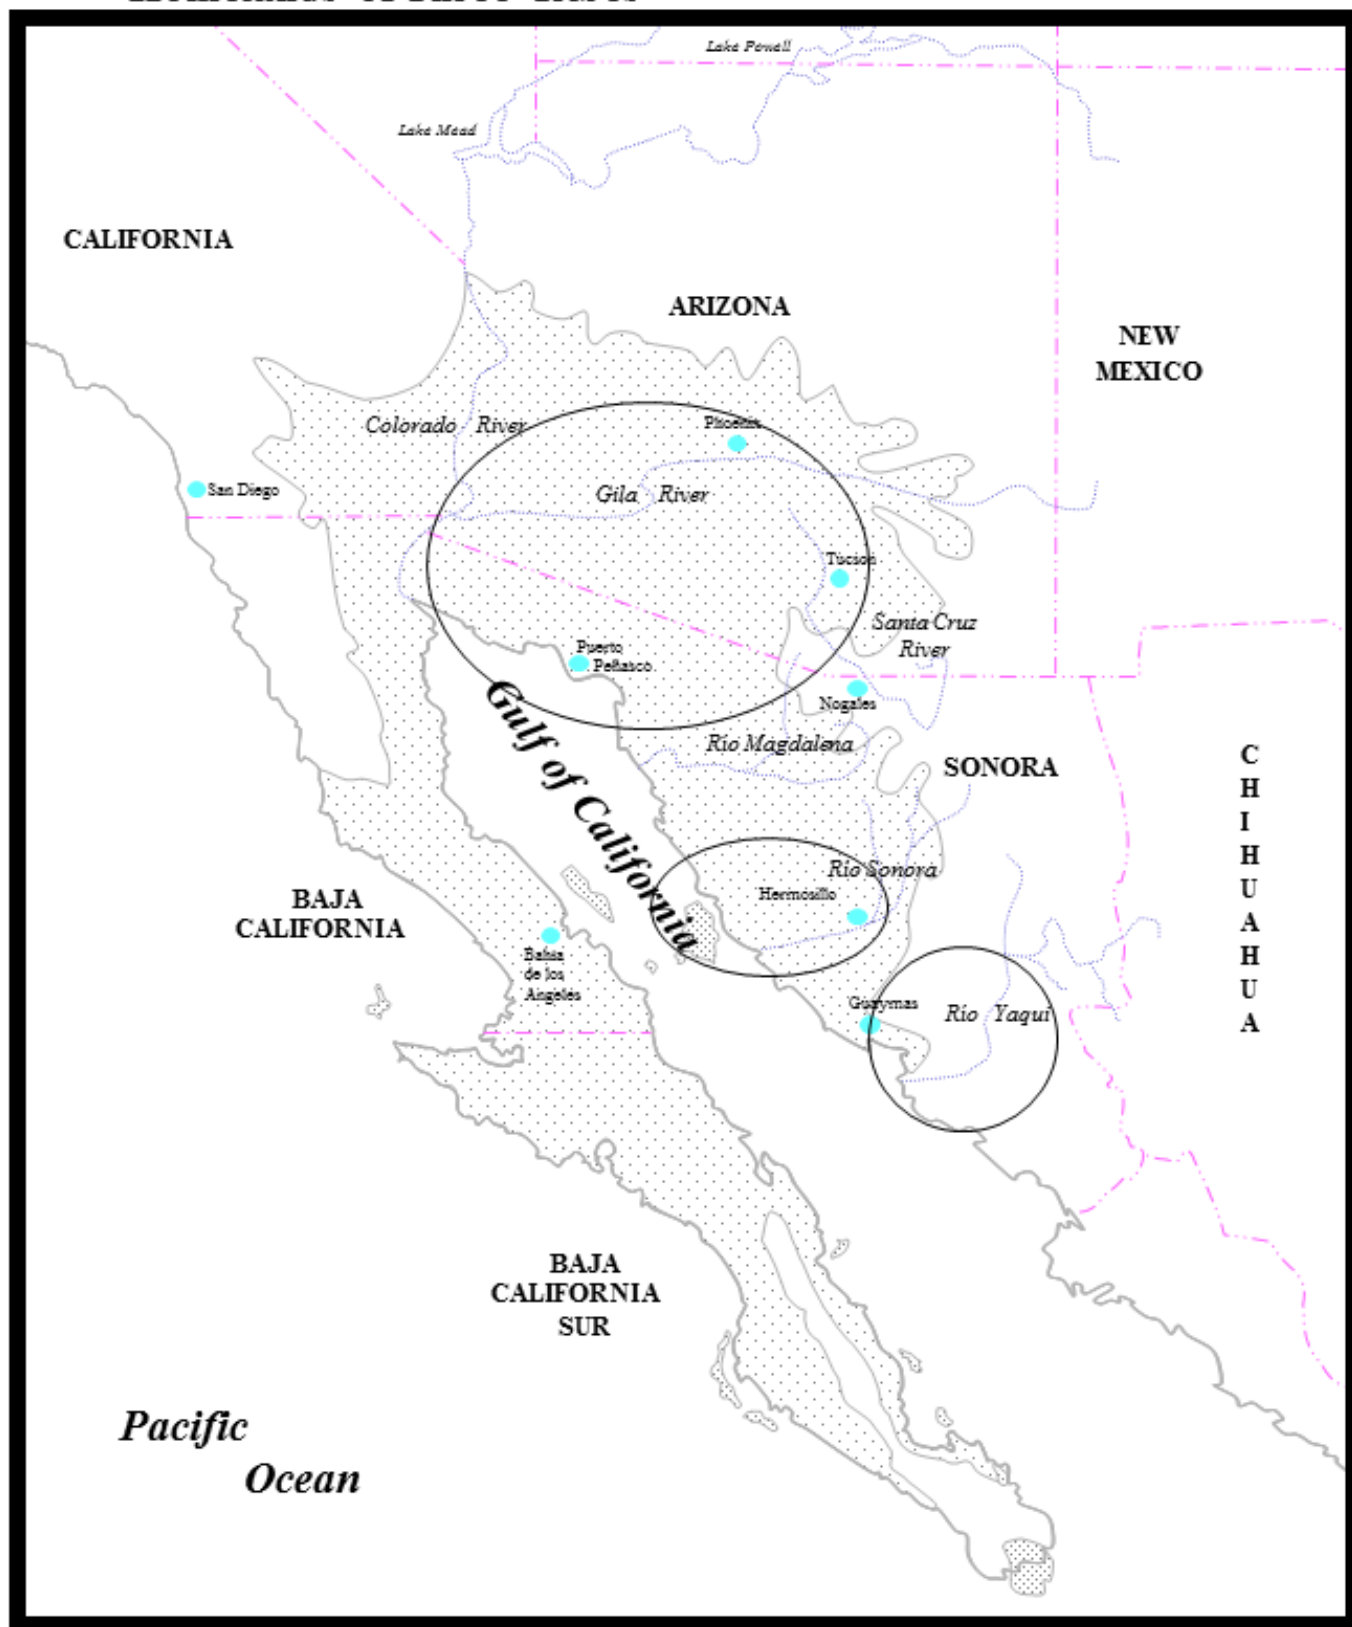 Lake Powell
Lake Mead
CALIFORNIA
ARIZONA
NEW
MEXICO
Colorado River
Phoenix
San Diego
Gila River
Tucson
Santa Cruz
River
Puerto
Peñasco
Nogales
Gulf of California
Río Magdalena
SONORA
CHIHUAHUA
Río Sonora
Hermosillo
BAJA
CALIFORNIA
Bahía
de los
Angeles
Guaymas
Río Yaqui
BAJA
CALIFORNIA
SUR
Pacific
Ocean